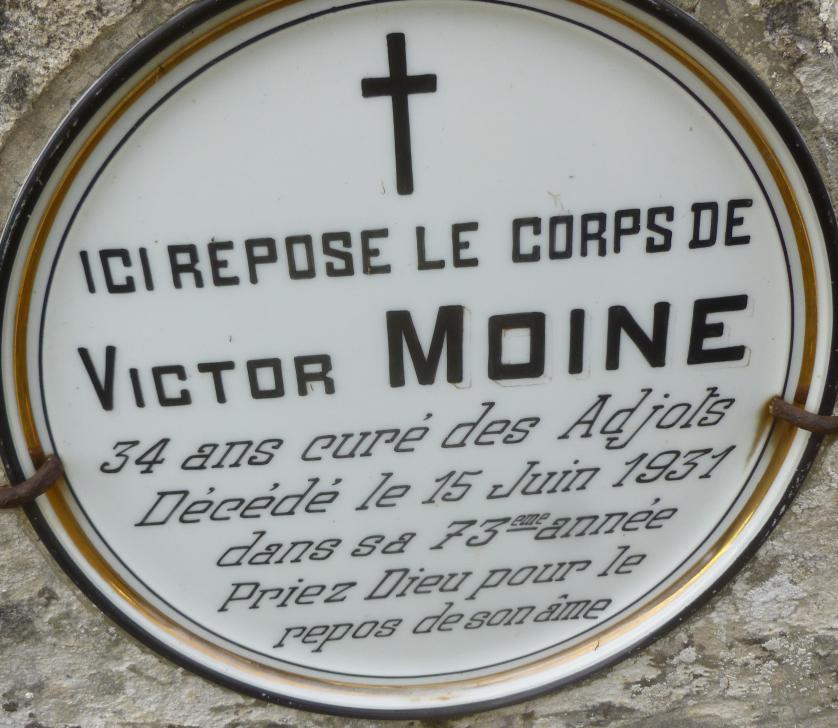 ICI REPOSE LE CORPS DE
VICTOR MOINE
34 ans curé des Adjots
Décédé le 15 Juin 1931
dans sa 73eme année
Priez Dieu pour le
repos de son âme